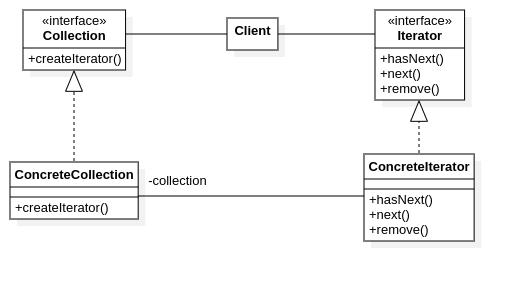 «interface»
Collection
+createIterator()
Client
«interface»
Iterator
+hasNext()
+next()
+remove()
ConcreteCollection
+createIterator()
-collection
ConcreteIterator
+hasNext()
+next()
+remove()